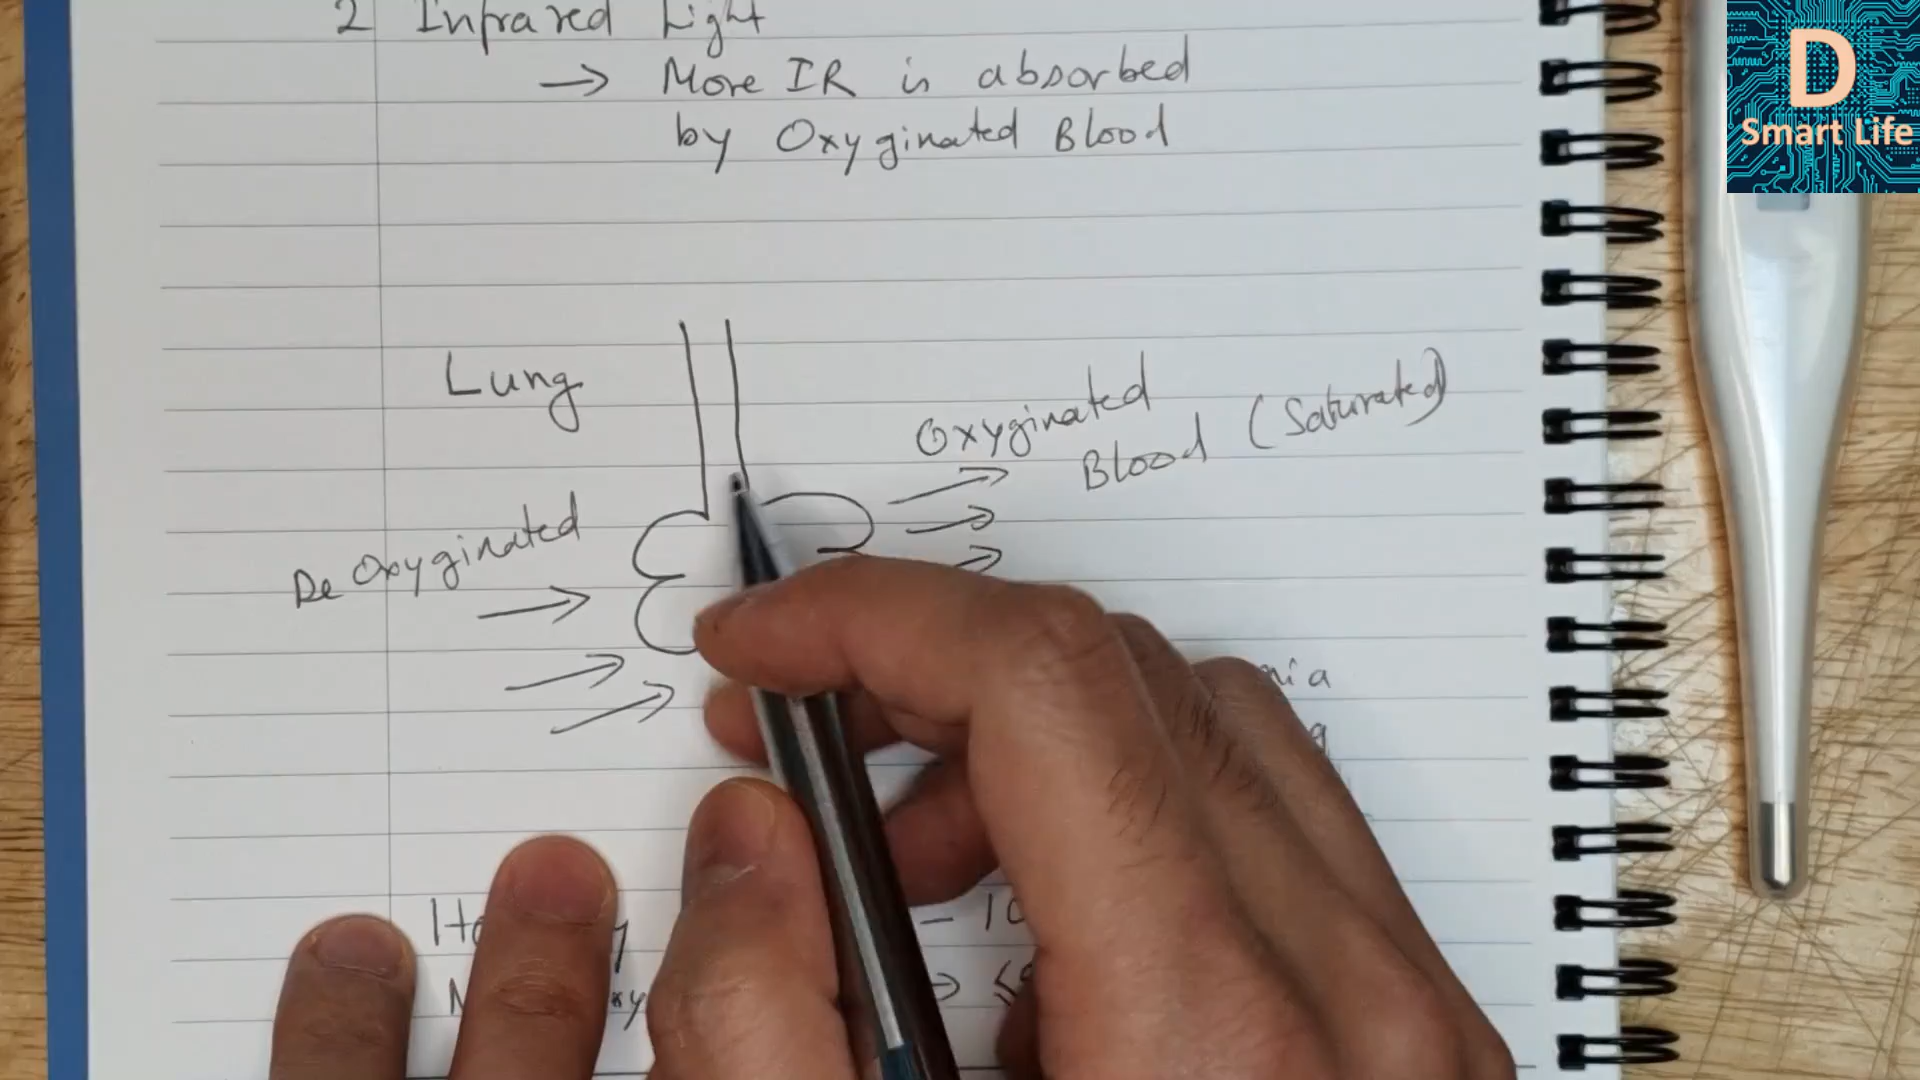 2 Infrared Light
→ More IR is absorbed
by Oxyginated Blood
Lung
Oxyginated
Blood (Saturated)
De Oxyginated
D
Smart Life